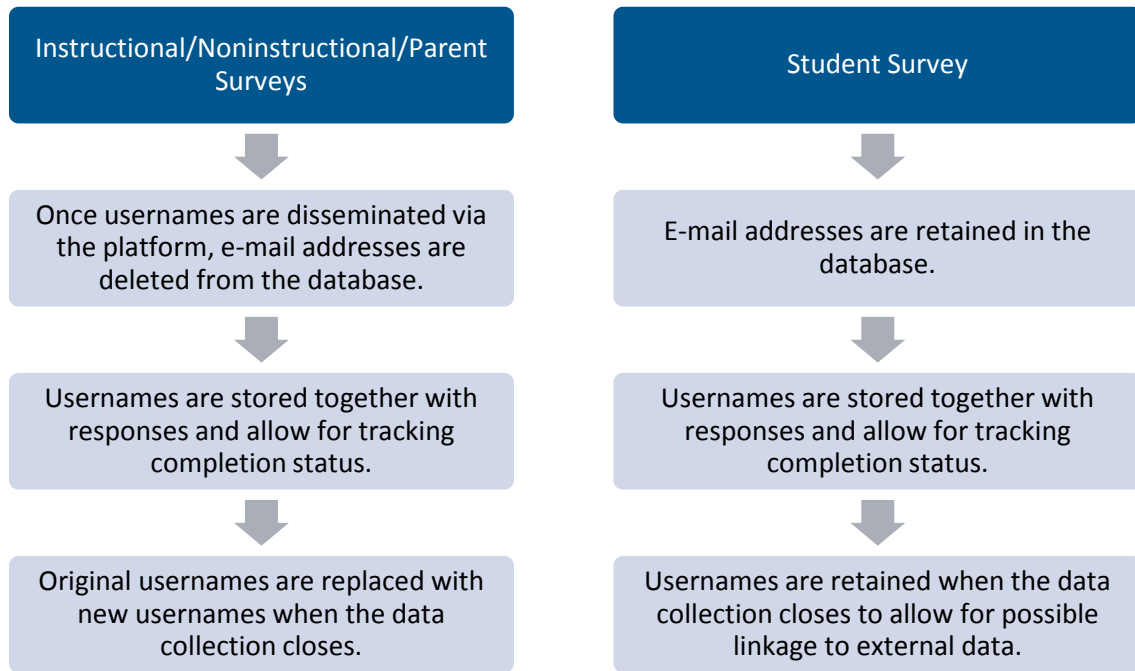 Instructional/Noninstructional/Parent
Surveys
Once usernames are disseminated via
the platform, e-mail addresses are
deleted from the database.
Usernames are stored together with
responses and allow for tracking
completion status.
Original usernames are replaced with
new usernames when the data
collection closes.
Student Survey
E-mail addresses are retained in the
database.
Usernames are stored together with
responses and allow for tracking
completion status.
Usernames are retained when the data
collection closes to allow for possible
linkage to external data.